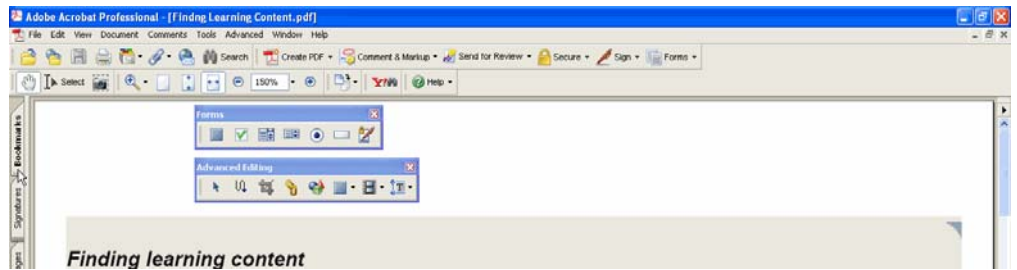 Adobe Acrobat Professional - [Findng Learning Content.pdf]
File Edit View Document Comments Tools Advanced Window Help
Search Create PDF Comment & Markup Send for Review Secure Sign Forms
Select 150% Y! Help
Forms
Advanced Editing
Bookmarks
Signatures
Finding learning content